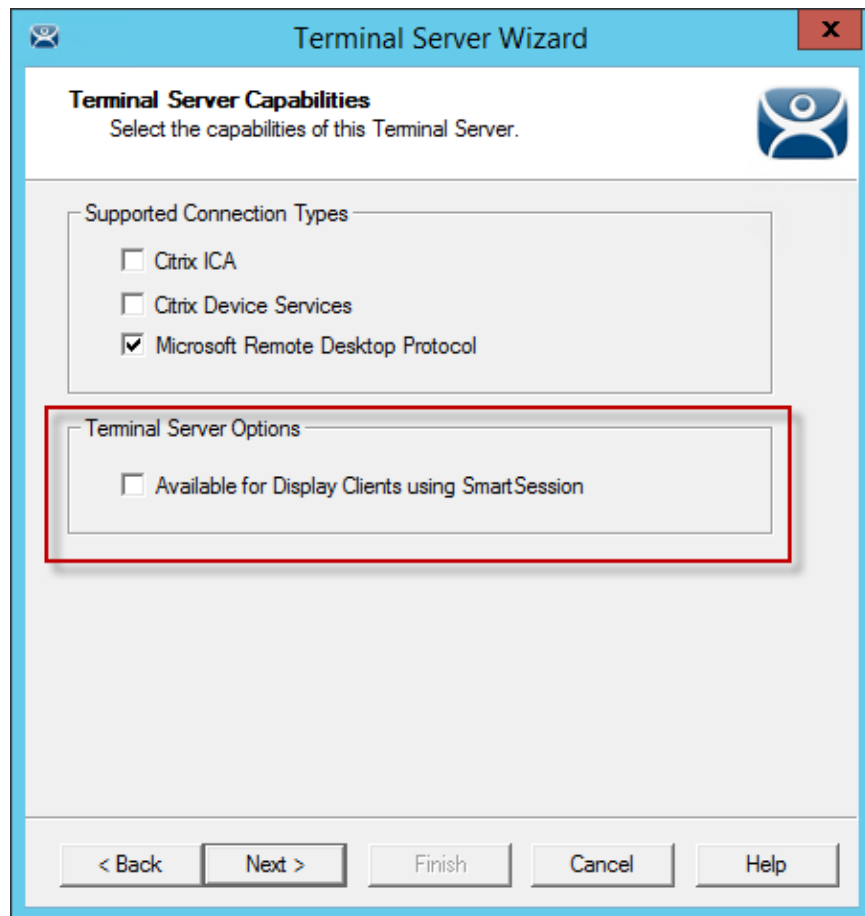 Terminal Server Wizard
x
Terminal Server Capabilities
Select the capabilities of this Terminal Server.
Supported Connection Types
Citrix ICA
Citrix Device Services
Microsoft Remote Desktop Protocol
Terminal Server Options
Available for Display Clients using SmartSession
< Back Next > Finish Cancel Help